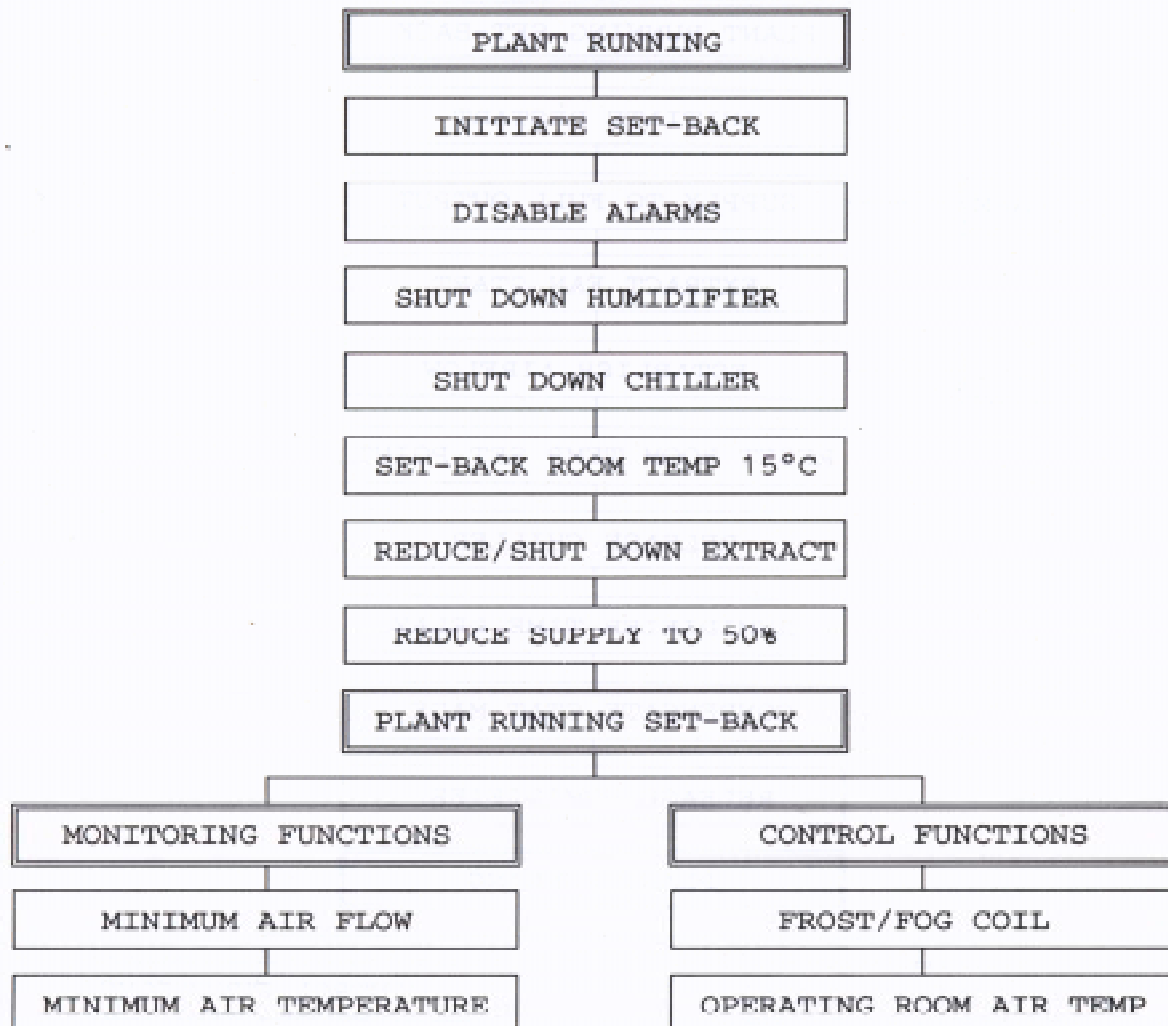 PLANT RUNNING
INITIATE SET-BACK
DISABLE ALARMS
SHUT DOWN HUMIDIFIER
SHUT DOWN CHILLER
SET-BACK ROOM TEMP 15°C
REDUCE/SHUT DOWN EXTRACT
REDUCE SUPPLY TO 50%
PLANT RUNNING SET-BACK
MONITORING FUNCTIONS
MINIMUM AIR FLOW
MINIMUM AIR TEMPERATURE
CONTROL FUNCTIONS
FROST/FOG COIL
OPERATING ROOM AIR TEMP